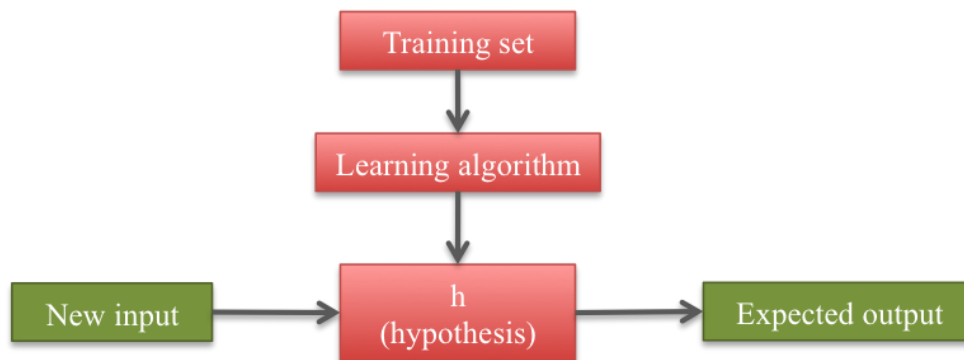 Training set
Learning algorithm
h
(hypothesis)
New input
Expected output